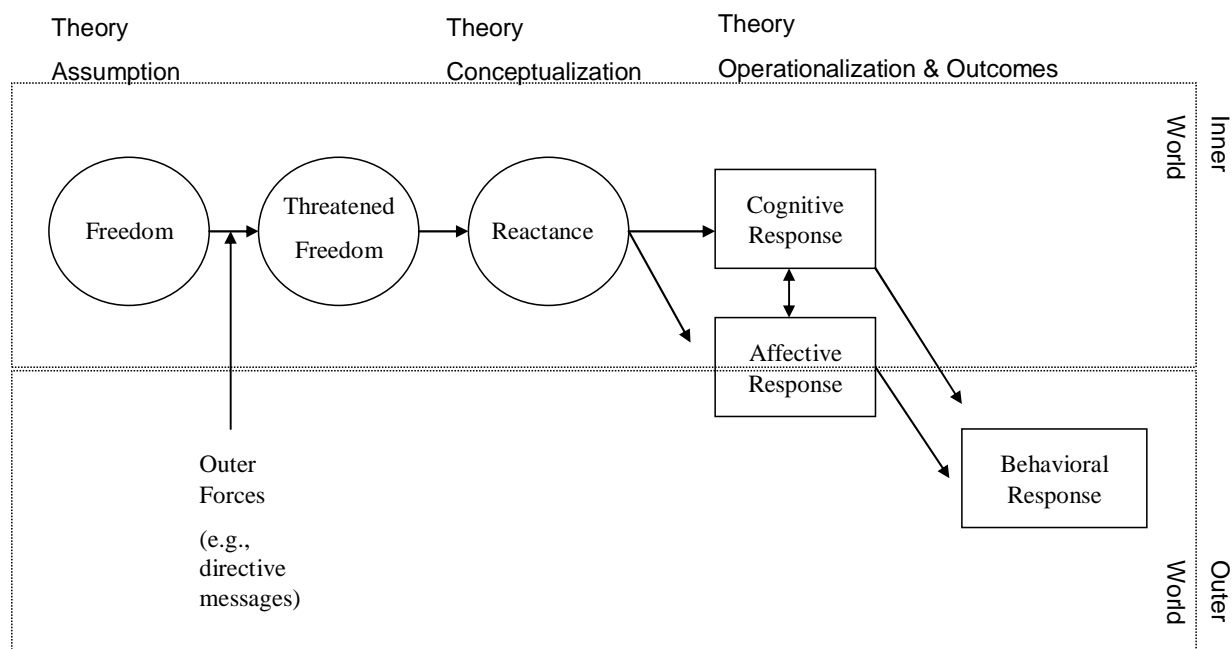 Theory
Assumption
Theory
Conceptualization
Theory
Operationalization & Outcomes
Inner
World
Freedom
Threatened
Freedom
Reactance
Cognitive
Response
Affective
Response
Outer
Forces
(e.g.,
directive
messages)
Behavioral
Response
Outer
World